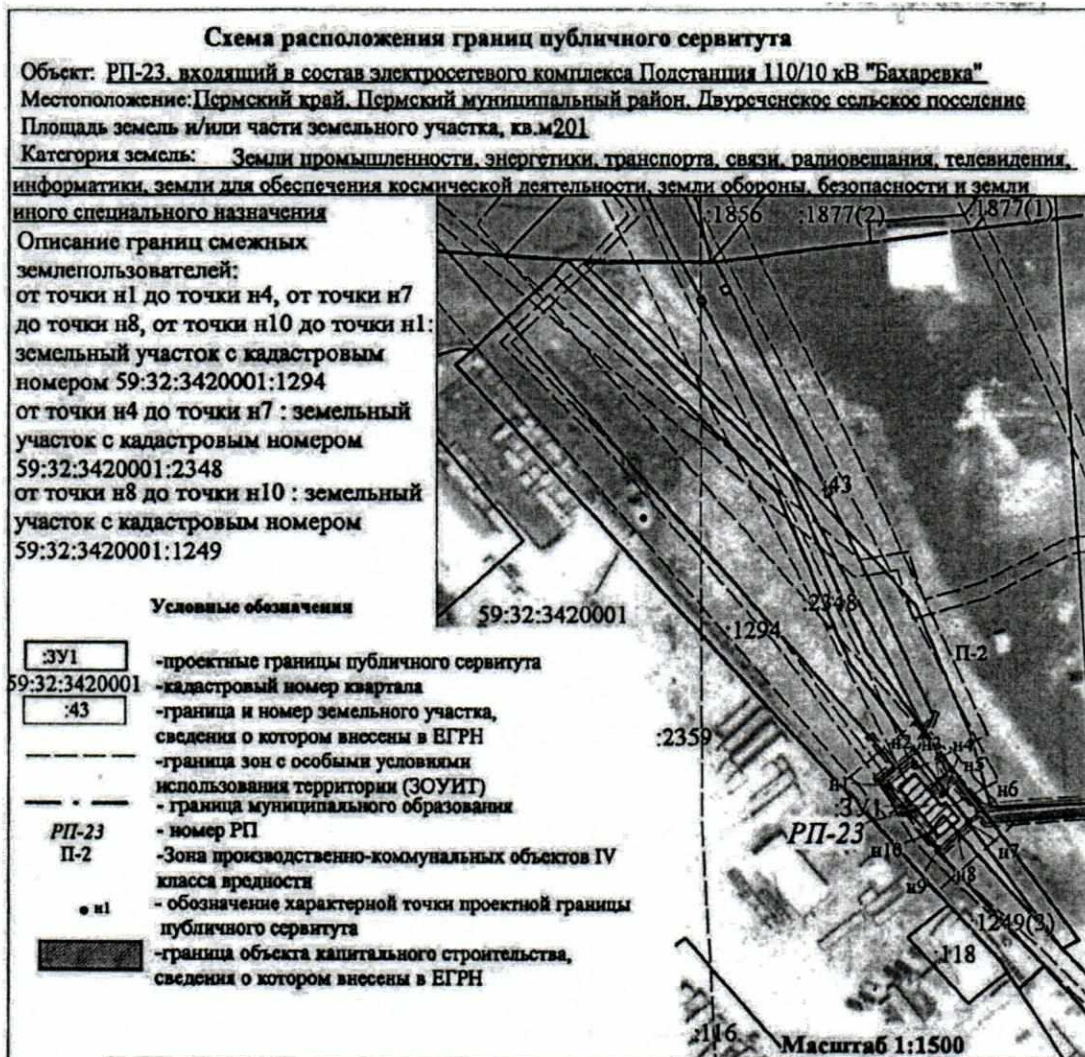 Схема расположения границ публичного сервитута
Объект: РП-23, входящий в состав электросетевого комплекса Подстанция 110/10 кВ "Бахаревка"
Местоположение: Пермский край, Пермский муниципальный район, Двуреченское сельское поселение
Площадь земель и/или части земельного участка, кв.м201
Категория земель: Земли промышленности, энергетики, транспорта, связи, радиовещания, телевидения,
информатики, земли для обеспечения космической деятельности, земли обороны, безопасности и земли
иного специального назначения
Описание границ смежных
землепользователей:
от точки н1 до точки н4, от точки н7
до точки н8, от точки н10 до точки н1:
земельный участок с кадастровым
номером 59:32:3420001:1294
от точки н4 до точки н7 : земельный
участок с кадастровым номером
59:32:3420001:2348
от точки н8 до точки н10 : земельный
участок с кадастровым номером
59:32:3420001:1249
Условные обозначения
:ЗУ1 -проектные границы публичного сервитута
59:32:3420001 -кадастровый номер квартала
:43 -граница и номер земельного участка,
сведения о котором внесены в ЕГРН
-граница зон с особыми условиями
использования территории (ЗОУИТ)
- граница муниципального образования
РП-23 - номер РП
П-2 -Зона производственно-коммунальных объектов IV
класса вредности
н1 - обозначение характерной точки проектной границы
публичного сервитута
-граница объекта капитального строительства,
сведения о котором внесены в ЕГРН
:1856 :1877(2) :1877(1)
:43
:2348
59:32:3420001
:1294
П-2
:2359
н2 н3 н4
н5
н1 н6
:ЗУ1
РП-23
н10 н7
н9 н8
:1249(3)
:118
:116
Масштаб 1:1500